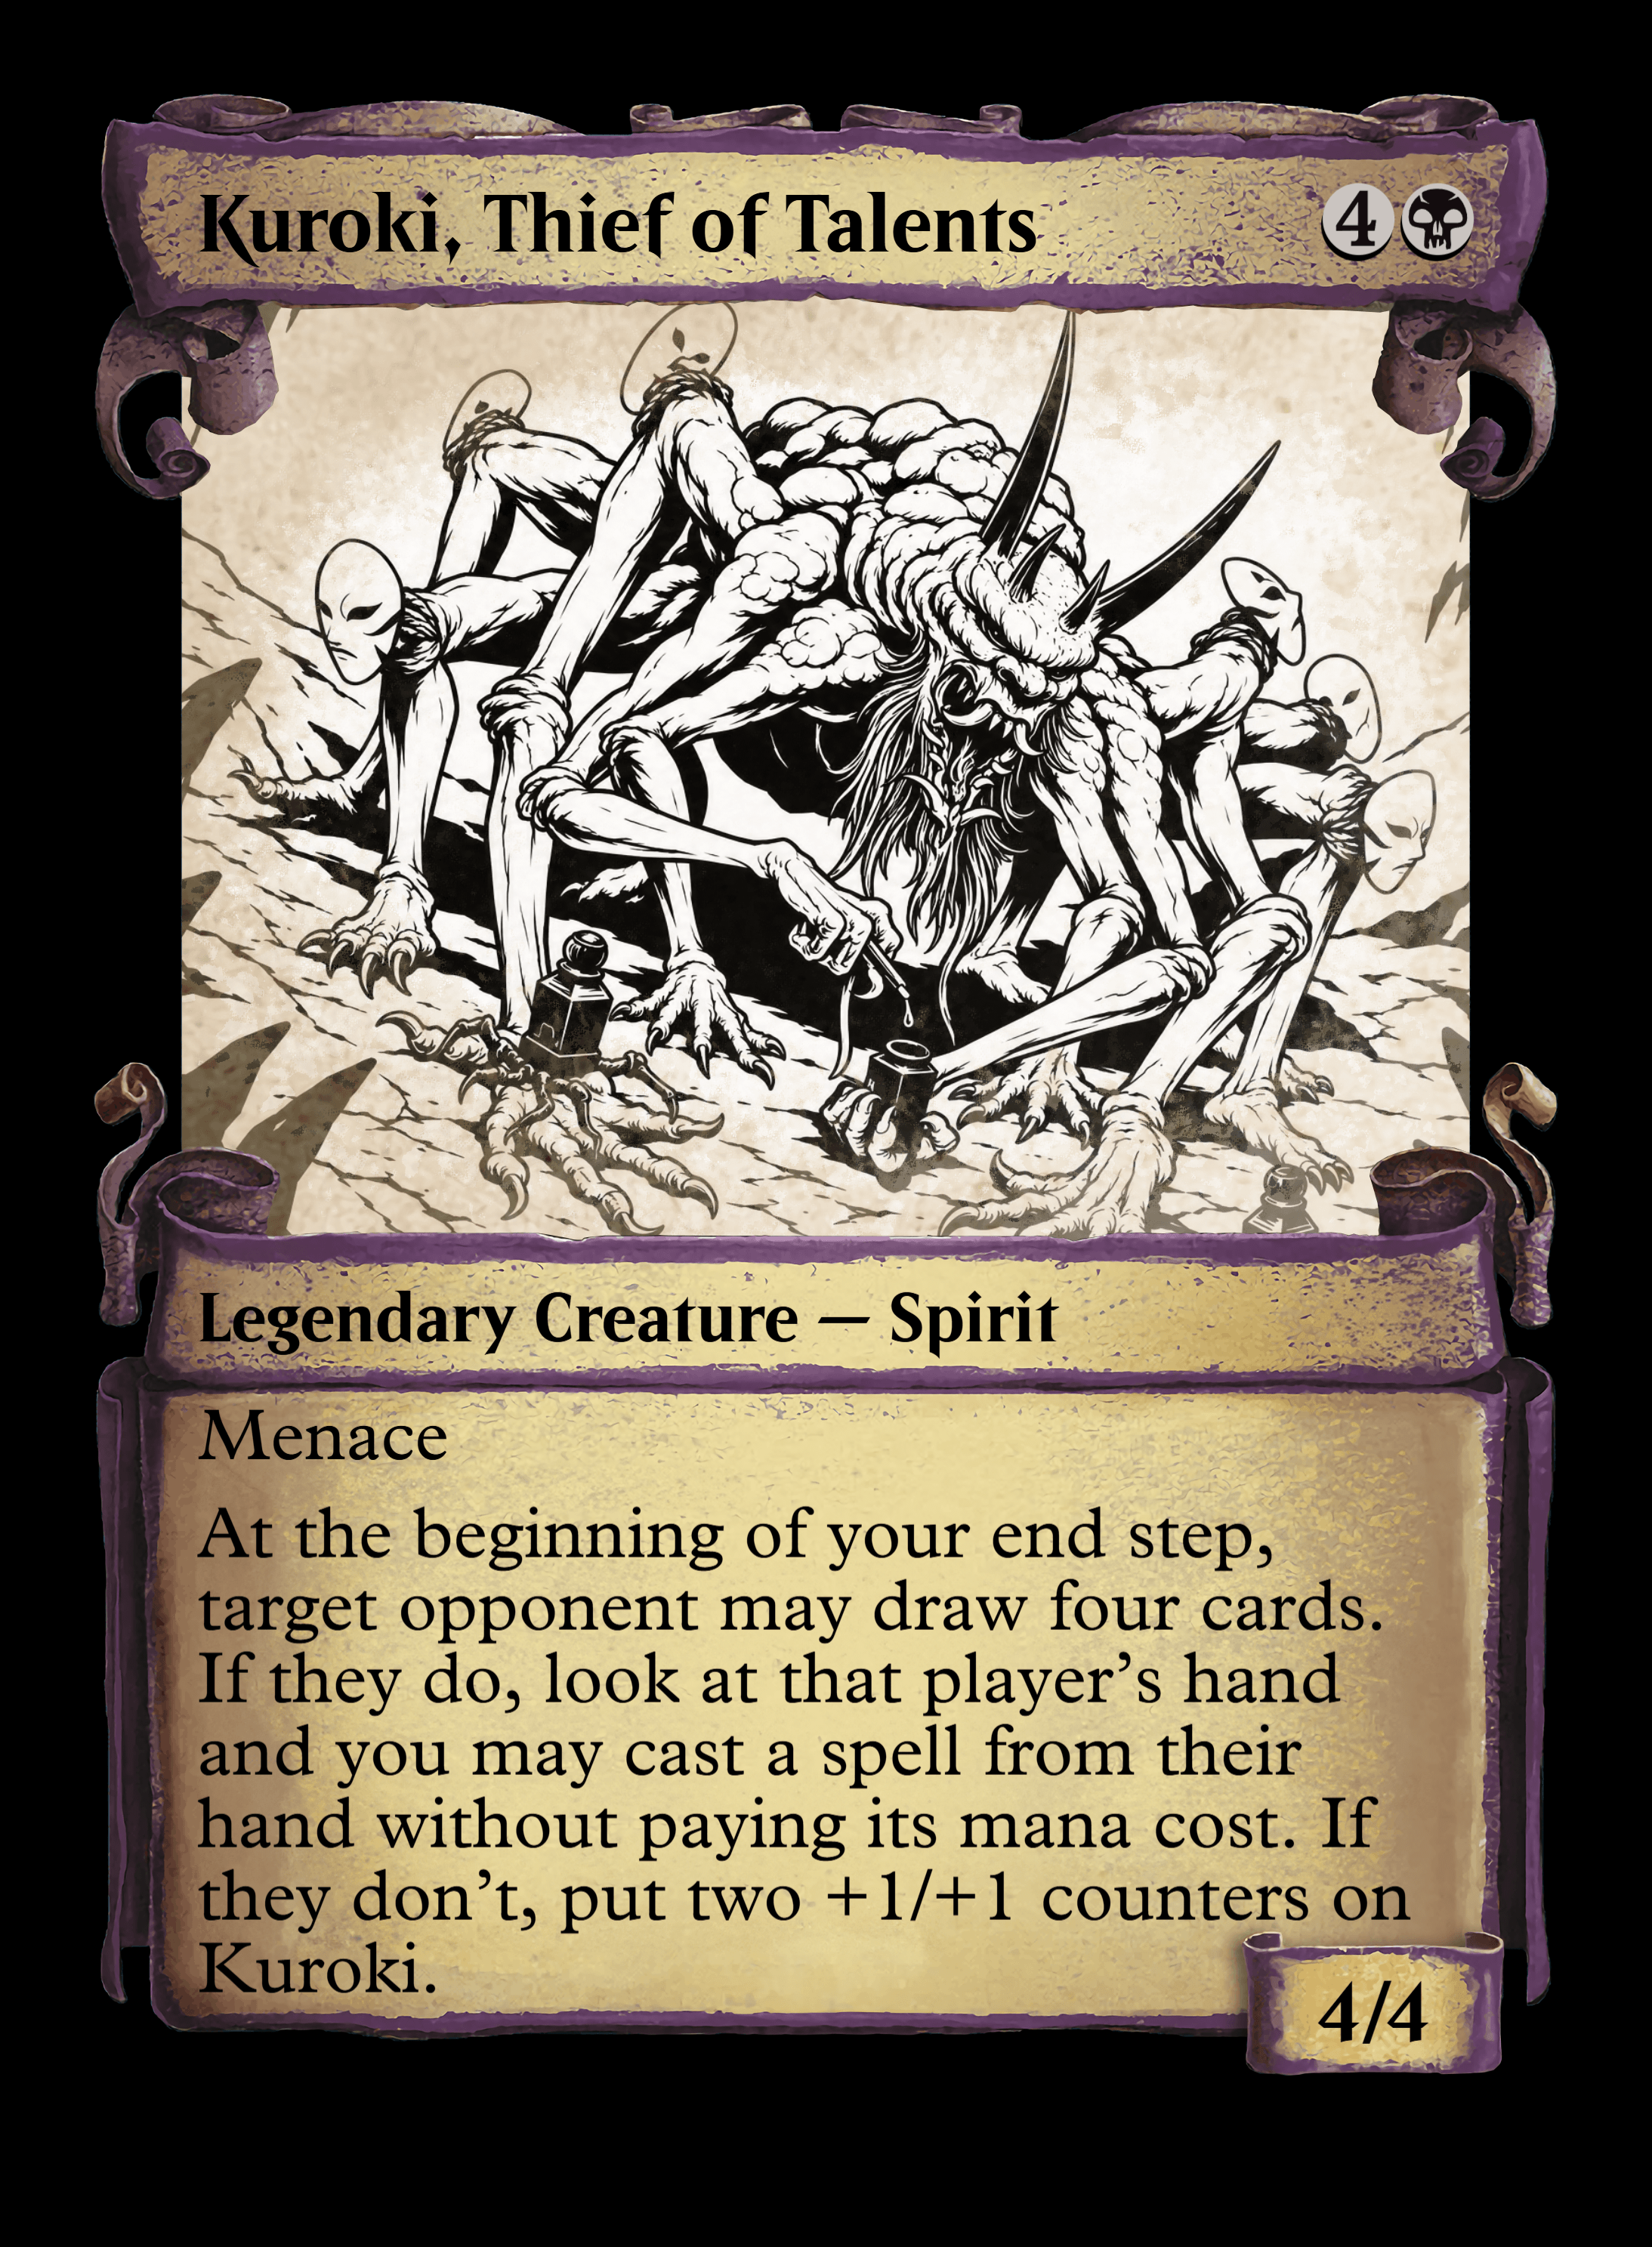 Kuroki, Thief of Talents 4
Legendary Creature — Spirit
Menace
At the beginning of your end step,
target opponent may draw four cards.
If they do, look at that player’s hand
and you may cast a spell from their
hand without paying its mana cost. If
they don’t, put two +1/+1 counters on
Kuroki.
4/4